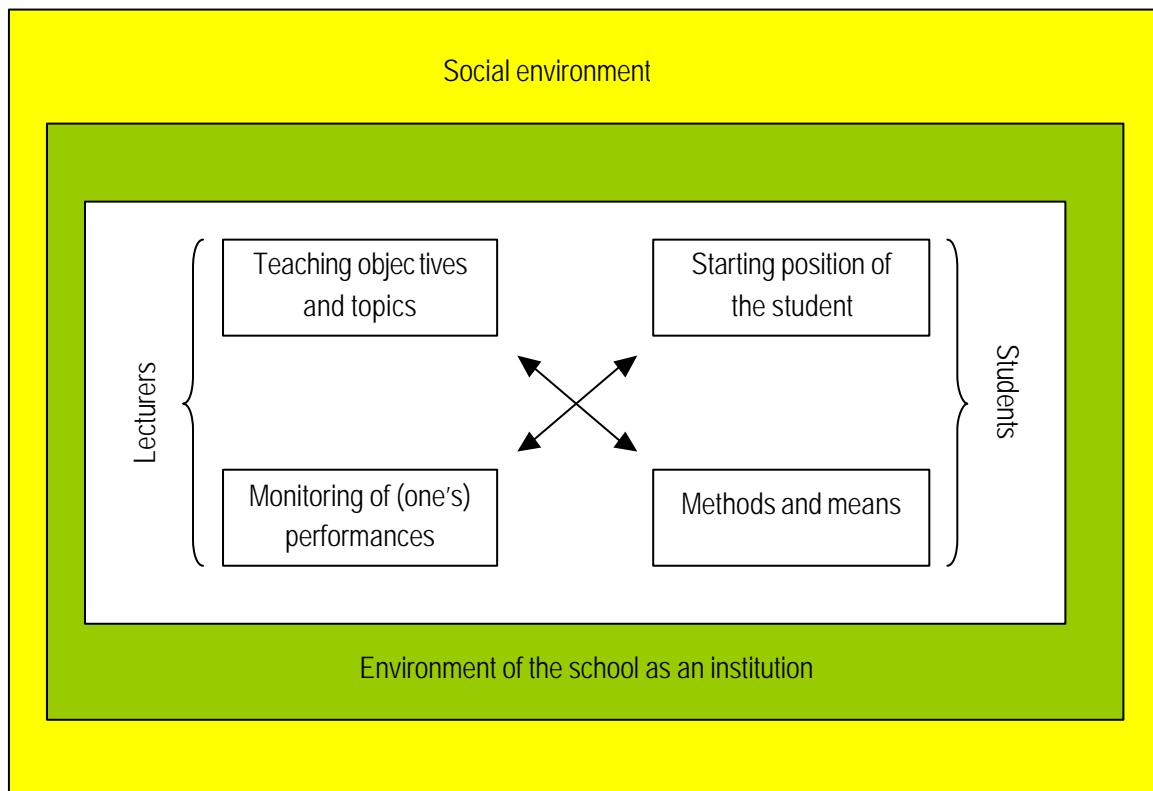 Social environment
Teaching objec tives
and topics
Starting position of
the student
Lecturers
Students
Monitoring of (one's)
performances
Methods and means
Environment of the school as an institution